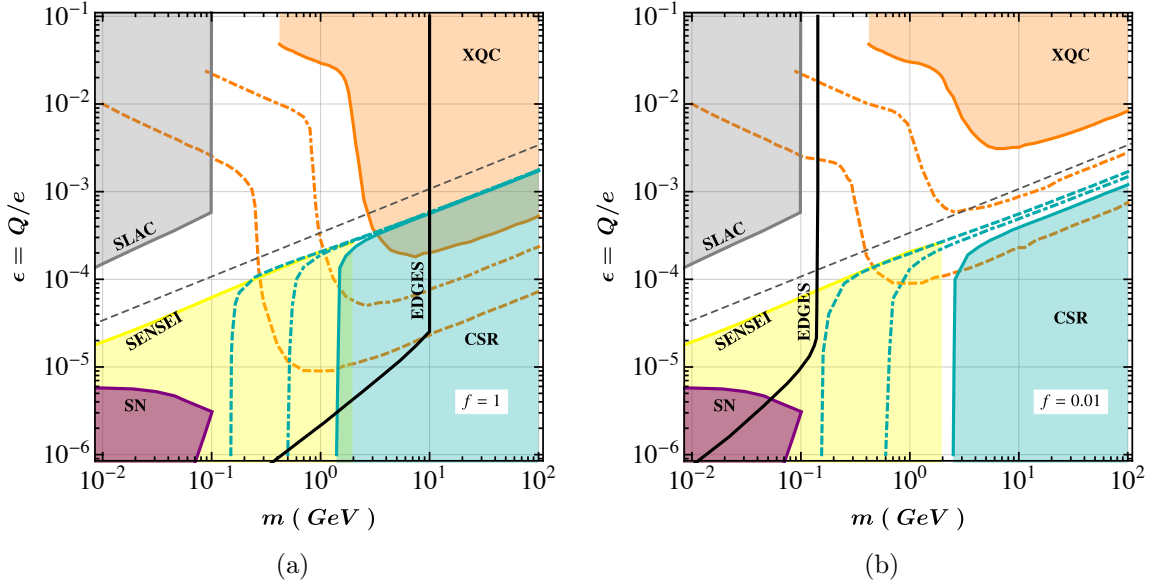 10⁻¹
10⁻²
10⁻³
10⁻⁴
10⁻⁵
10⁻⁶
ϵ = Q/e
XQC
SLAC
SENSEI
EDGES
CSR
SN
f = 1
10⁻² 10⁻¹ 10⁰ 10¹ 10²
m ( GeV )
(a)
10⁻¹
10⁻²
10⁻³
10⁻⁴
10⁻⁵
10⁻⁶
ϵ = Q/e
XQC
SLAC
SENSEI
EDGES
CSR
SN
f = 0.01
10⁻² 10⁻¹ 10⁰ 10¹ 10²
m ( GeV )
(b)